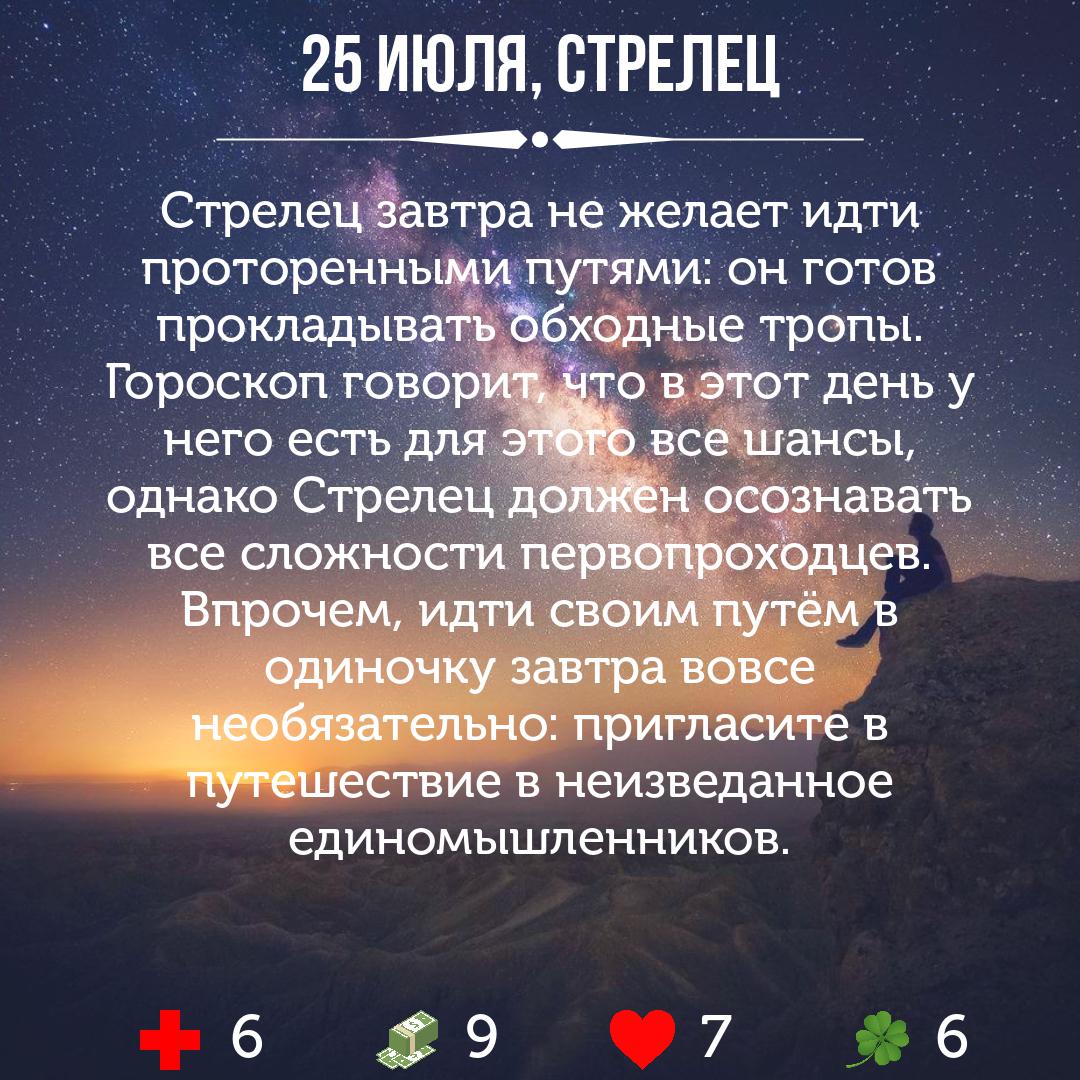 25 ИЮЛЯ, СТРЕЛЕЦ
Стрелец завтра не желает идти
проторенными путями: он готов
прокладывать обходные тропы.
Гороскоп говорит, что в этот день у
него есть для этого все шансы,
однако Стрелец должен осознавать
все сложности первопроходцев.
Впрочем, идти своим путём в
одиночку завтра вовсе
необязательно: пригласите в
путешествие в неизведанное
единомышленников.
6 9 7 6